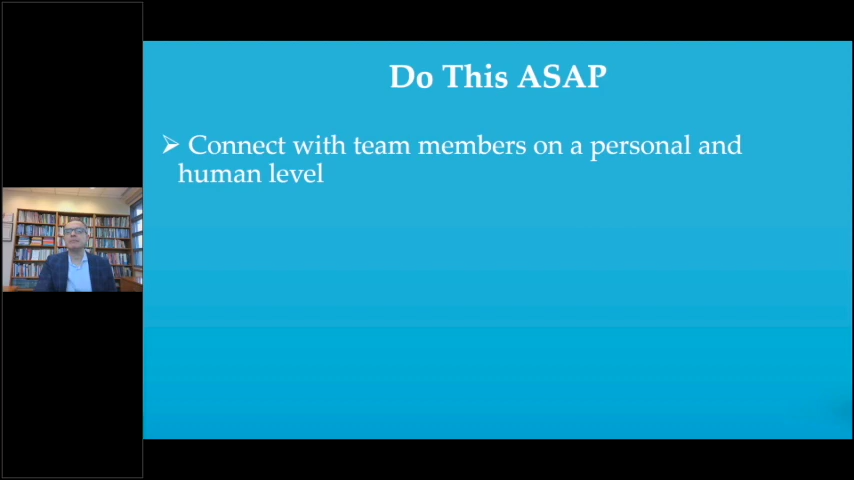 Do This ASAP
➢ Connect with team members on a personal and
human level